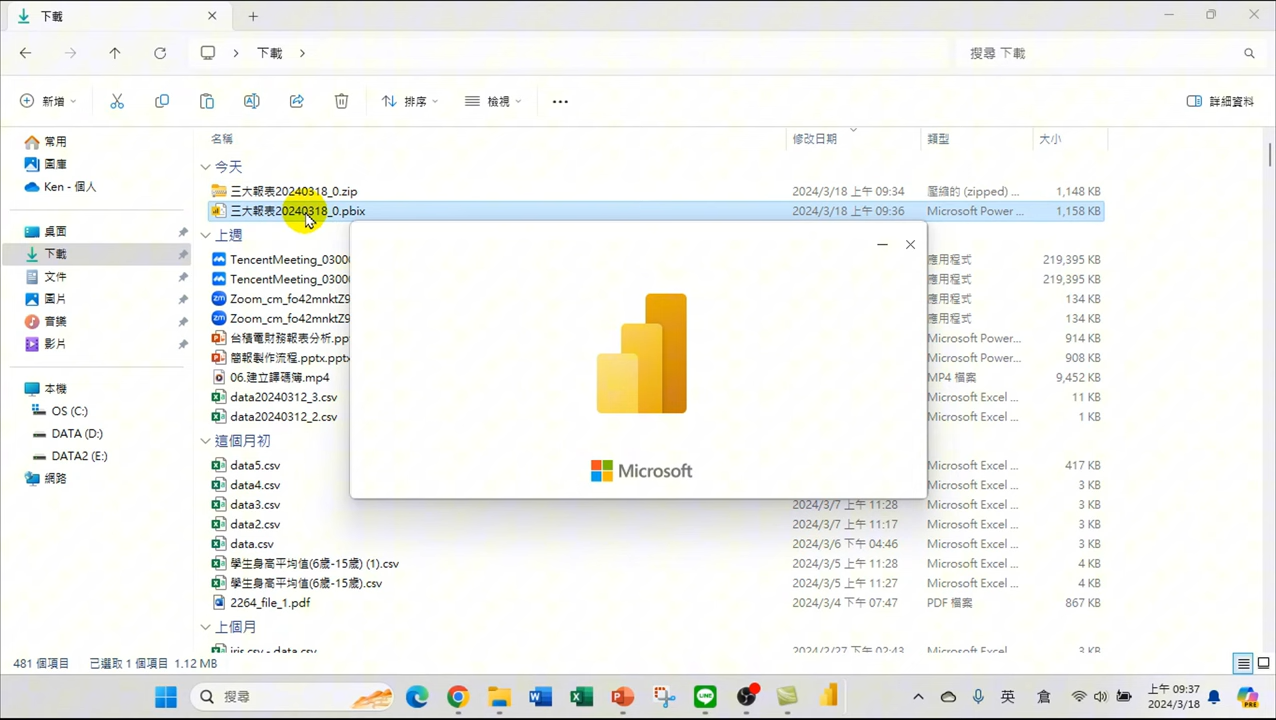 下載
下載
搜尋 下載
新增
排序
檢視
詳細資料
名稱 修改日期 類型 大小
今天
三大報表20240318_0.zip 2024/3/18 上午 09:34 壓縮的 (zipped) ... 1,148 KB
三大報表20240318_0.pbix 2024/3/18 上午 09:36 Microsoft Power ... 1,158 KB
上週
TencentMeeting_0300 應用程式 219,395 KB
TencentMeeting_0300 應用程式 219,395 KB
Zoom_cm_fo42mnktZ9 應用程式 134 KB
Zoom_cm_fo42mnktZ9 應用程式 134 KB
台積電財務報表分析.pp Microsoft Power... 914 KB
簡報製作流程.pptx.pptx Microsoft Power... 908 KB
06.建立譯碼簿.mp4 MP4 檔案 9,452 KB
data20240312_3.csv Microsoft Excel ... 11 KB
data20240312_2.csv Microsoft Excel ... 1 KB
這個月初
data5.csv Microsoft Excel ... 417 KB
data4.csv Microsoft Excel ... 3 KB
data3.csv 2024/3/7 上午 11:28 Microsoft Excel ... 3 KB
data2.csv 2024/3/7 上午 11:17 Microsoft Excel ... 3 KB
data.csv 2024/3/6 下午 04:46 Microsoft Excel ... 3 KB
學生身高平均值(6歲-15歲) (1).csv 2024/3/5 上午 11:28 Microsoft Excel ... 4 KB
學生身高平均值(6歲-15歲).csv 2024/3/5 上午 11:27 Microsoft Excel ... 4 KB
2264_file_1.pdf 2024/3/4 下午 07:47 PDF 檔案 867 KB
上個月
iris.csv - data.csv 2024/2/27 下午 02:43 Microsoft Excel ... 3 KB
常用
圖庫
Ken - 個人
桌面
下載
文件
圖片
音樂
影片
本機
OS (C:)
DATA (D:)
DATA2 (E:)
網路
Microsoft
481 個項目 已選取 1 個項目 1.12 MB
搜尋
英
倉
上午 09:37
2024/3/18
PRE